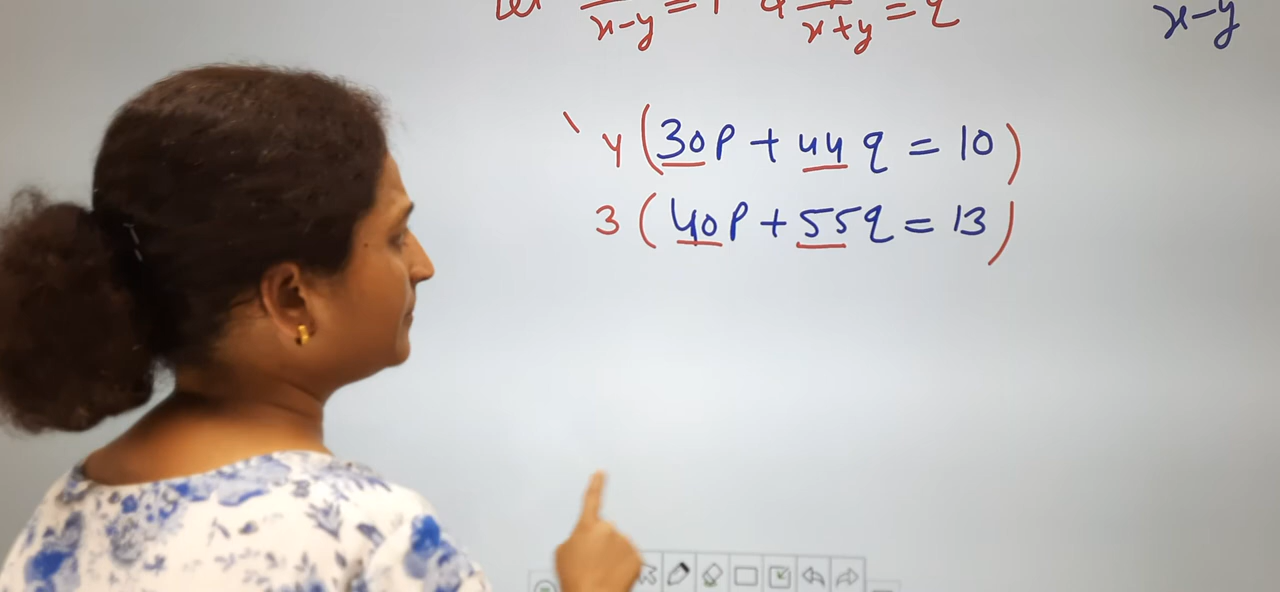 x-y = & x+y = q
x-y
4 (30p + 44q = 10)
3 (40p + 55q = 13)